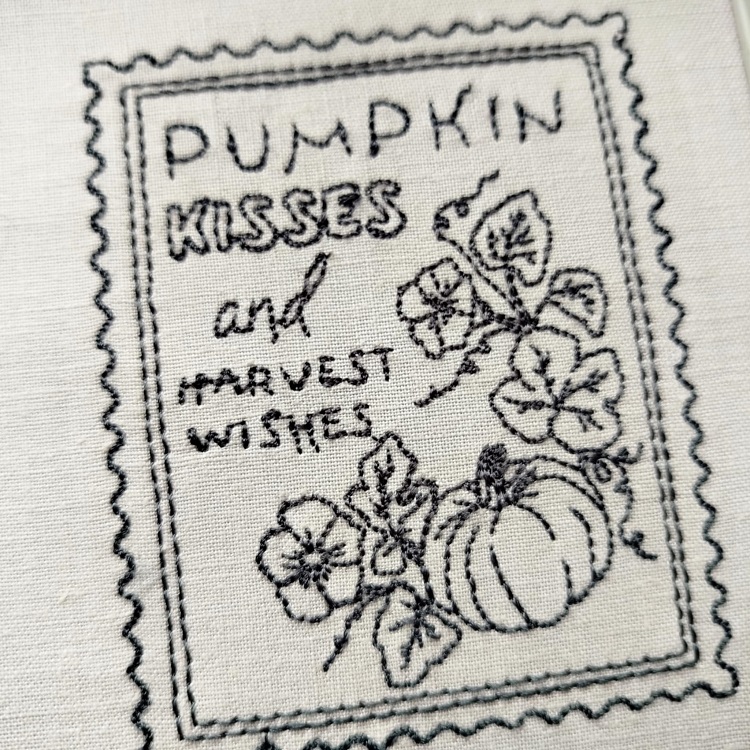 PUMPKIN
KISSES
and
HARVEST
WISHES